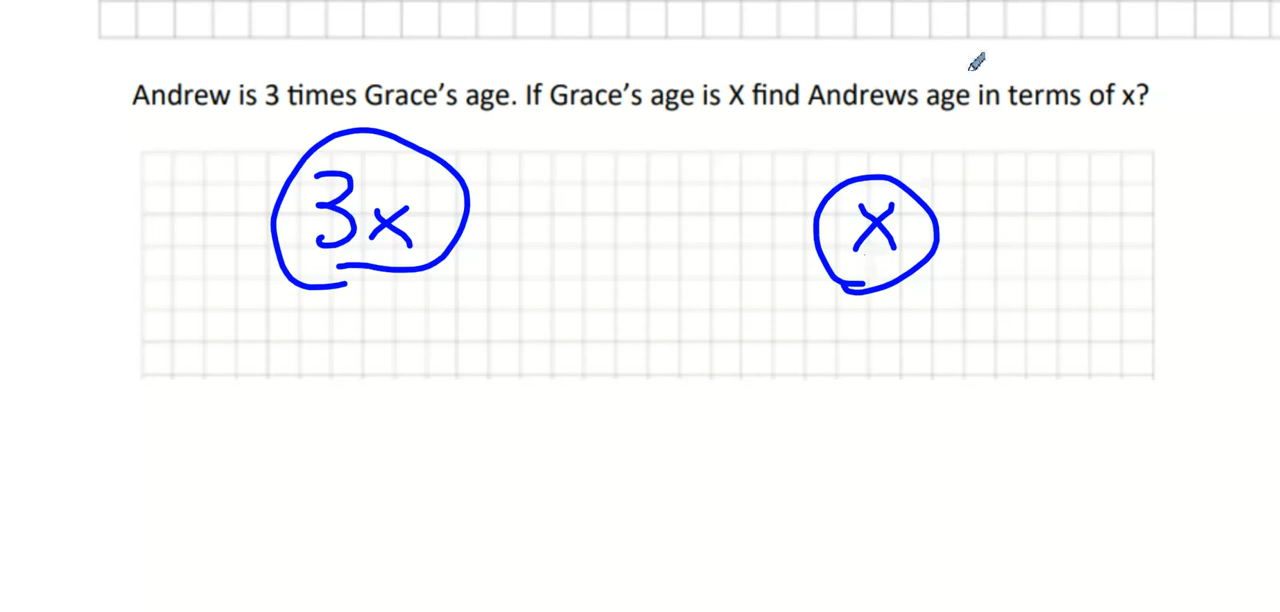 Andrew is 3 times Grace’s age. If Grace’s age is X find Andrews age in terms of x?
3x x